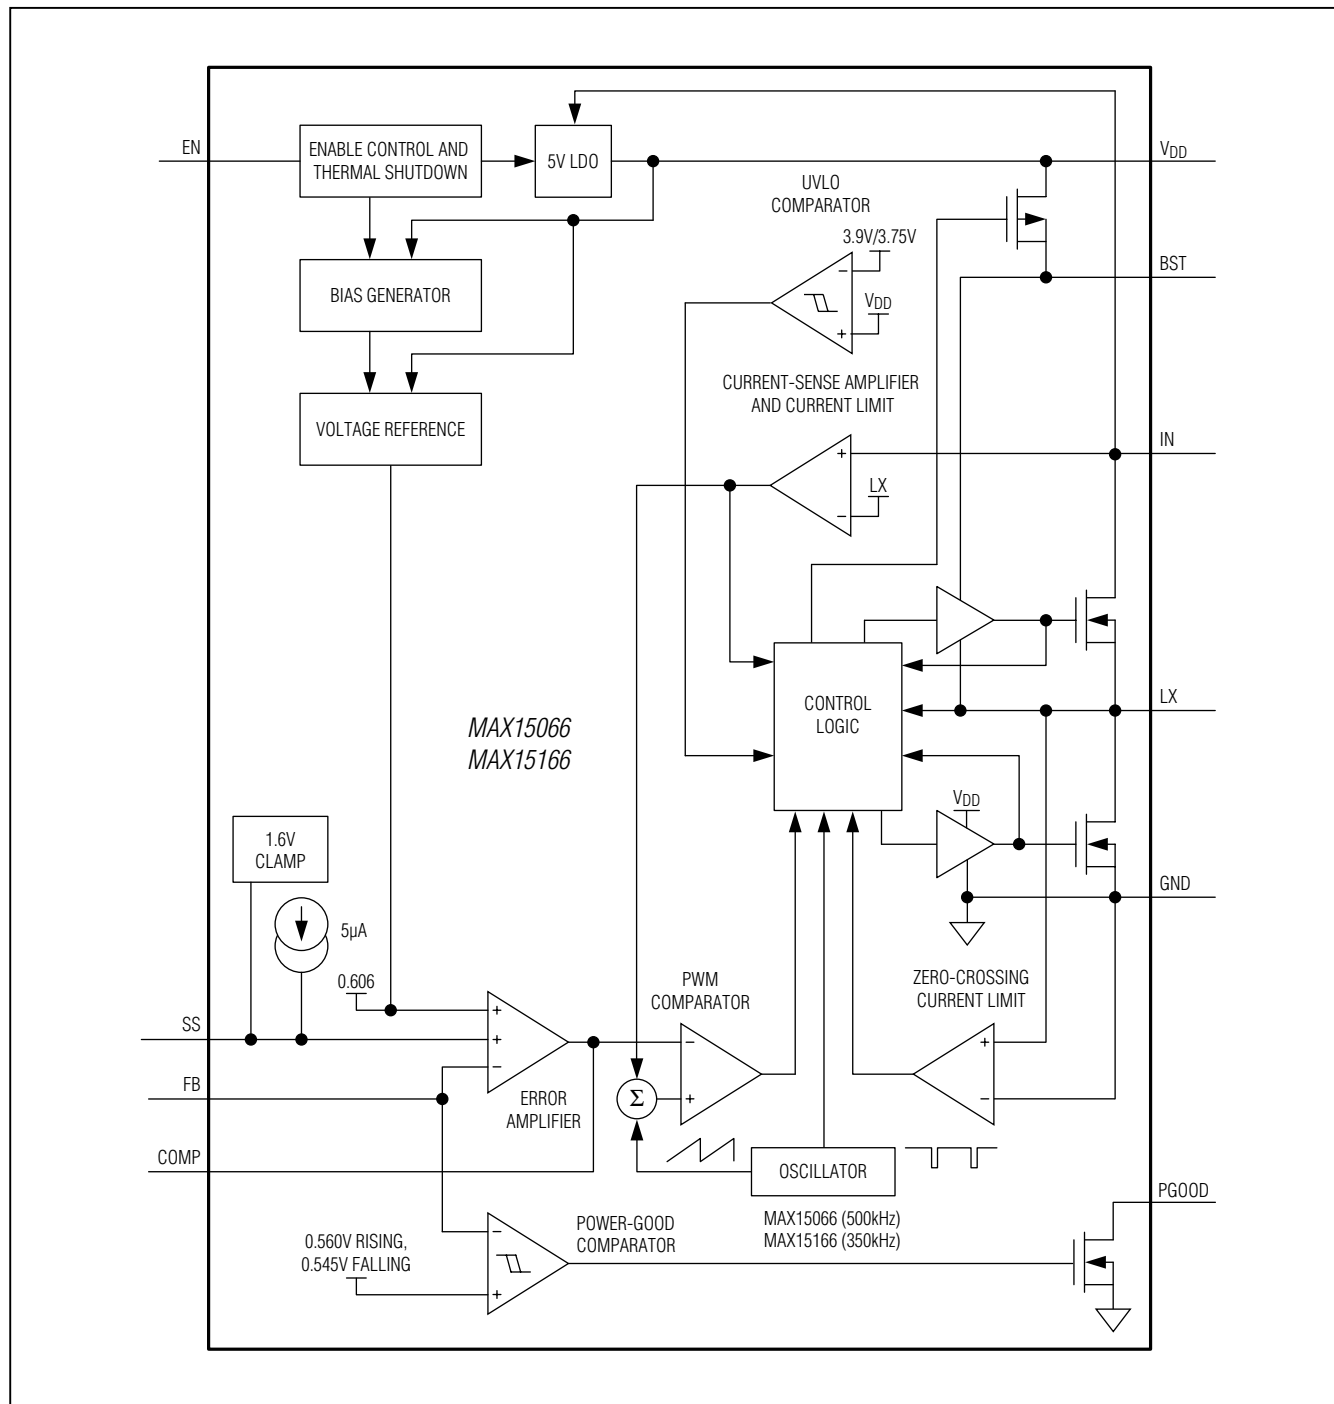 EN
ENABLE CONTROL AND
THERMAL SHUTDOWN
5V LDO
VDD
UVLO
COMPARATOR
3.9V/3.75V
−
VDD
+
BST
BIAS GENERATOR
CURRENT-SENSE AMPLIFIER
AND CURRENT LIMIT
VOLTAGE REFERENCE
IN
+
LX
−
CONTROL
LOGIC
LX
MAX15066
MAX15166
VDD
1.6V
CLAMP
GND
5µA
0.606
PWM
COMPARATOR
ZERO-CROSSING
CURRENT LIMIT
SS
+
+
−
−
+
+
−
FB
ERROR
AMPLIFIER
Σ
COMP
OSCILLATOR
PGOOD
MAX15066 (500kHz)
MAX15166 (350kHz)
POWER-GOOD
COMPARATOR
0.560V RISING,
0.545V FALLING
−
+